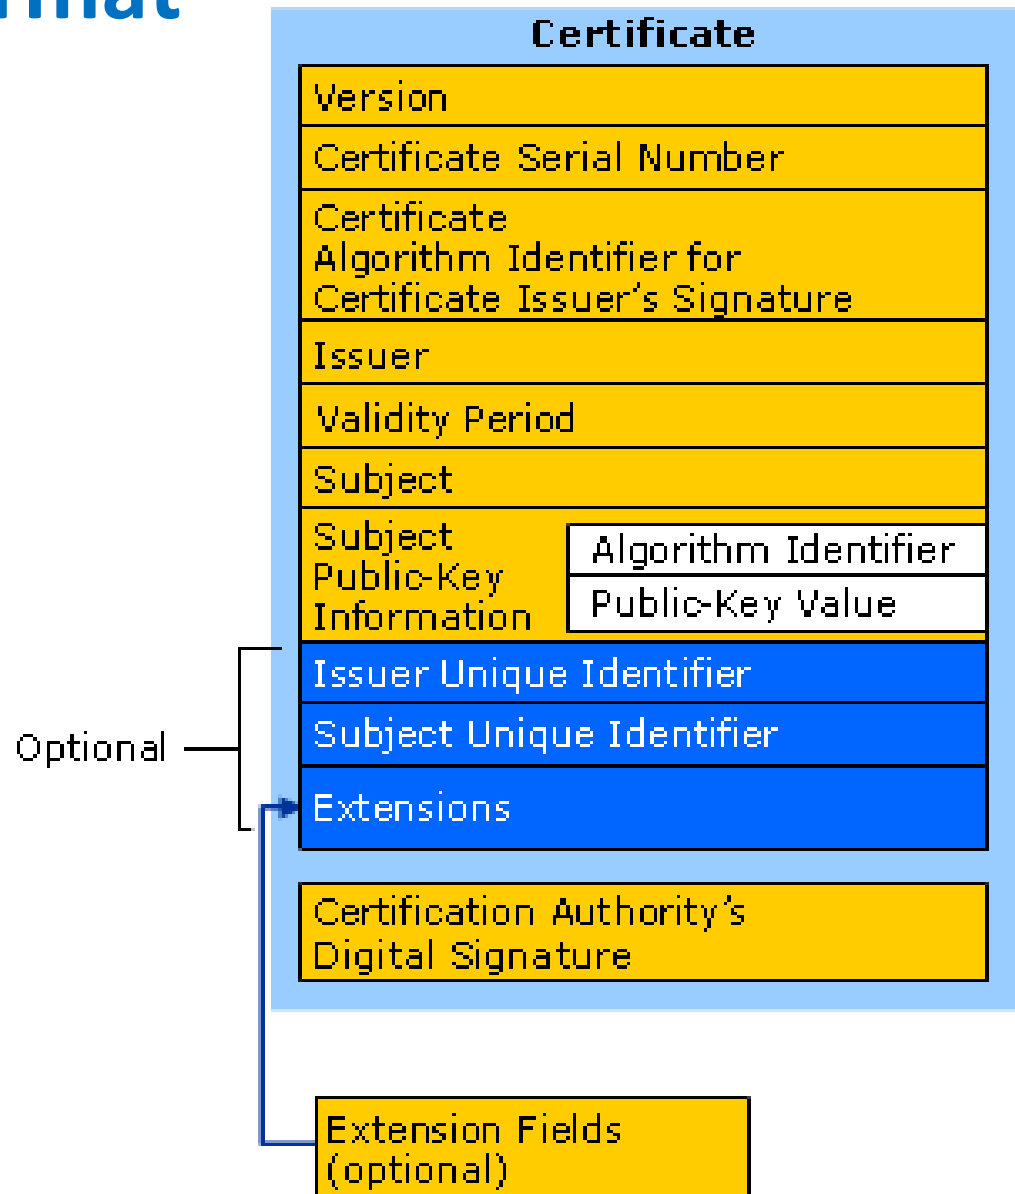 Certificate
Version
Certificate Serial Number
Certificate
Algorithm Identifier for
Certificate Issuer's Signature
Issuer
Validity Period
Subject
Subject
Public-Key
Information
Algorithm Identifier
Public-Key Value
Issuer Unique Identifier
Subject Unique Identifier
Optional
Extensions
Certification Authority's
Digital Signature
Extension Fields
(optional)